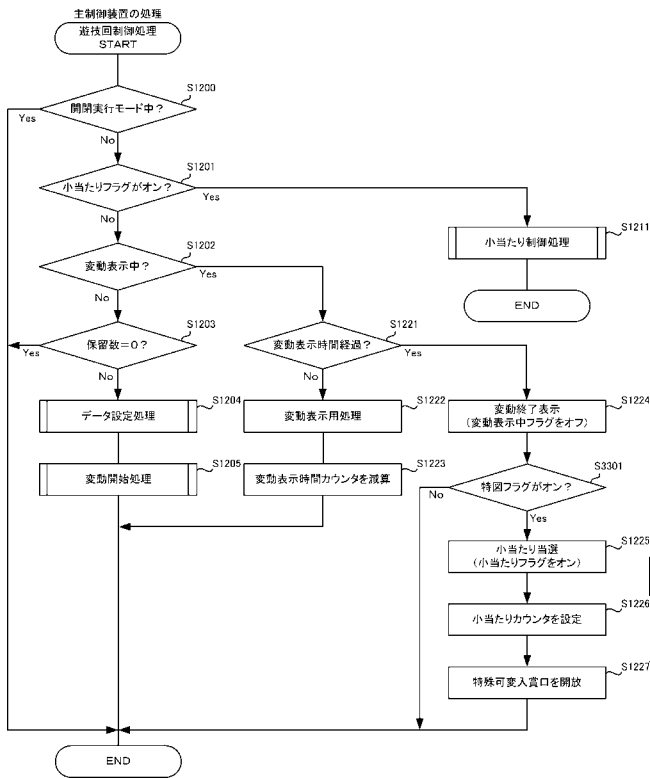 主制御装置の処理
遊技回制御処理
START
S1200
開閉実行モード中？
Yes
No
S1201
小当たりフラグがオン？
Yes
No
S1211
小当たり制御処理
END
S1202
変動表示中？
Yes
No
S1203
保留数＝0？
Yes
No
S1221
変動表示時間経過？
Yes
No
S1204
データ設定処理
S1222
変動表示用処理
S1224
変動終了表示
(変動表示中フラグをオフ)
S1205
変動開始処理
S1223
変動表示時間カウンタを減算
S3301
特図フラグがオン？
No
Yes
S1225
小当たり当選
(小当たりフラグをオン)
S1226
小当たりカウンタを設定
S1227
特殊可変入賞口を開放
END